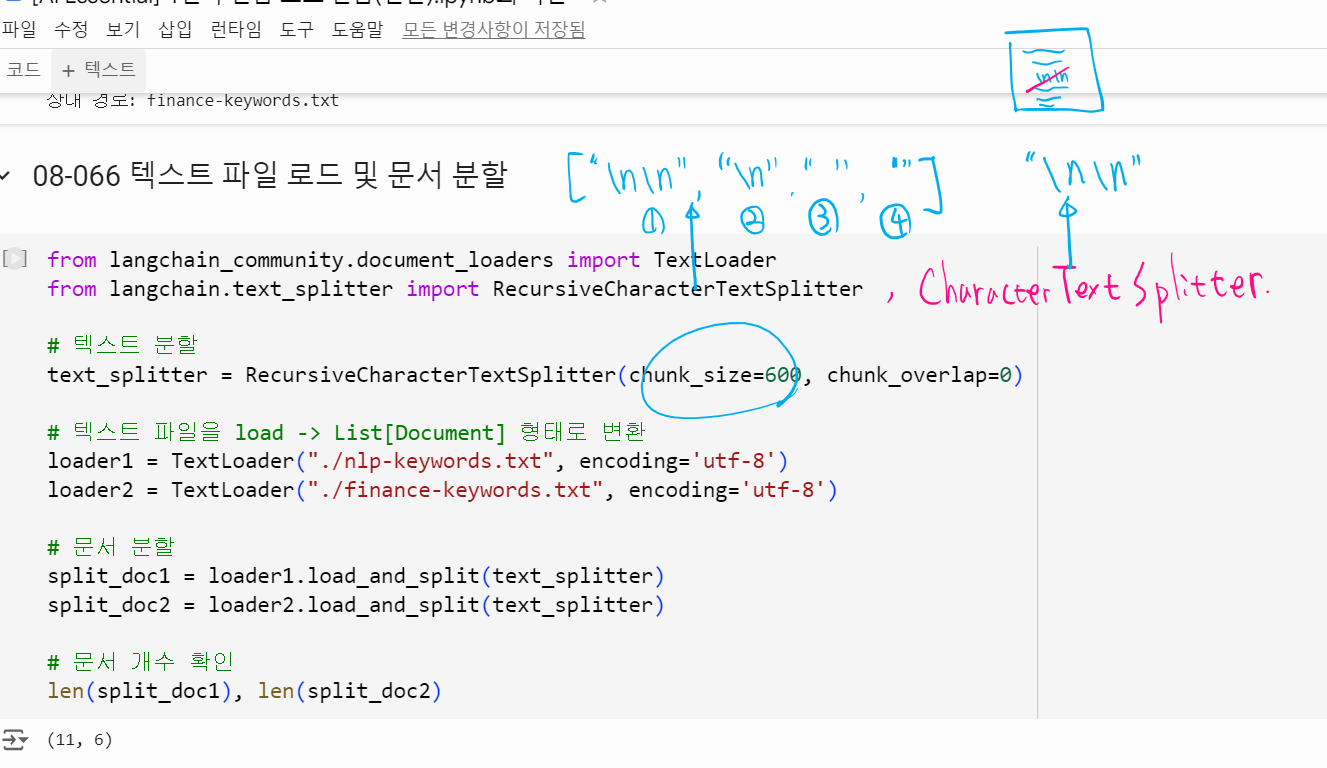 파일 수정 보기 삽입 런타임 도구 도움말 모든 변경사항이 저장됨
코드 + 텍스트
상대 경로: finance-keywords.txt
\n\n
08-066 텍스트 파일 로드 및 문서 분할
["\n\n", "\n", " ", ""] "\n\n"
① ② ③ ④
from langchain_community.document_loaders import TextLoader
from langchain.text_splitter import RecursiveCharacterTextSplitter , CharacterTextSplitter.
# 텍스트 분할
text_splitter = RecursiveCharacterTextSplitter(chunk_size=600, chunk_overlap=0)
# 텍스트 파일을 load -> List[Document] 형태로 변환
loader1 = TextLoader("./nlp-keywords.txt", encoding='utf-8')
loader2 = TextLoader("./finance-keywords.txt", encoding='utf-8')
# 문서 분할
split_doc1 = loader1.load_and_split(text_splitter)
split_doc2 = loader2.load_and_split(text_splitter)
# 문서 개수 확인
len(split_doc1), len(split_doc2)
(11, 6)